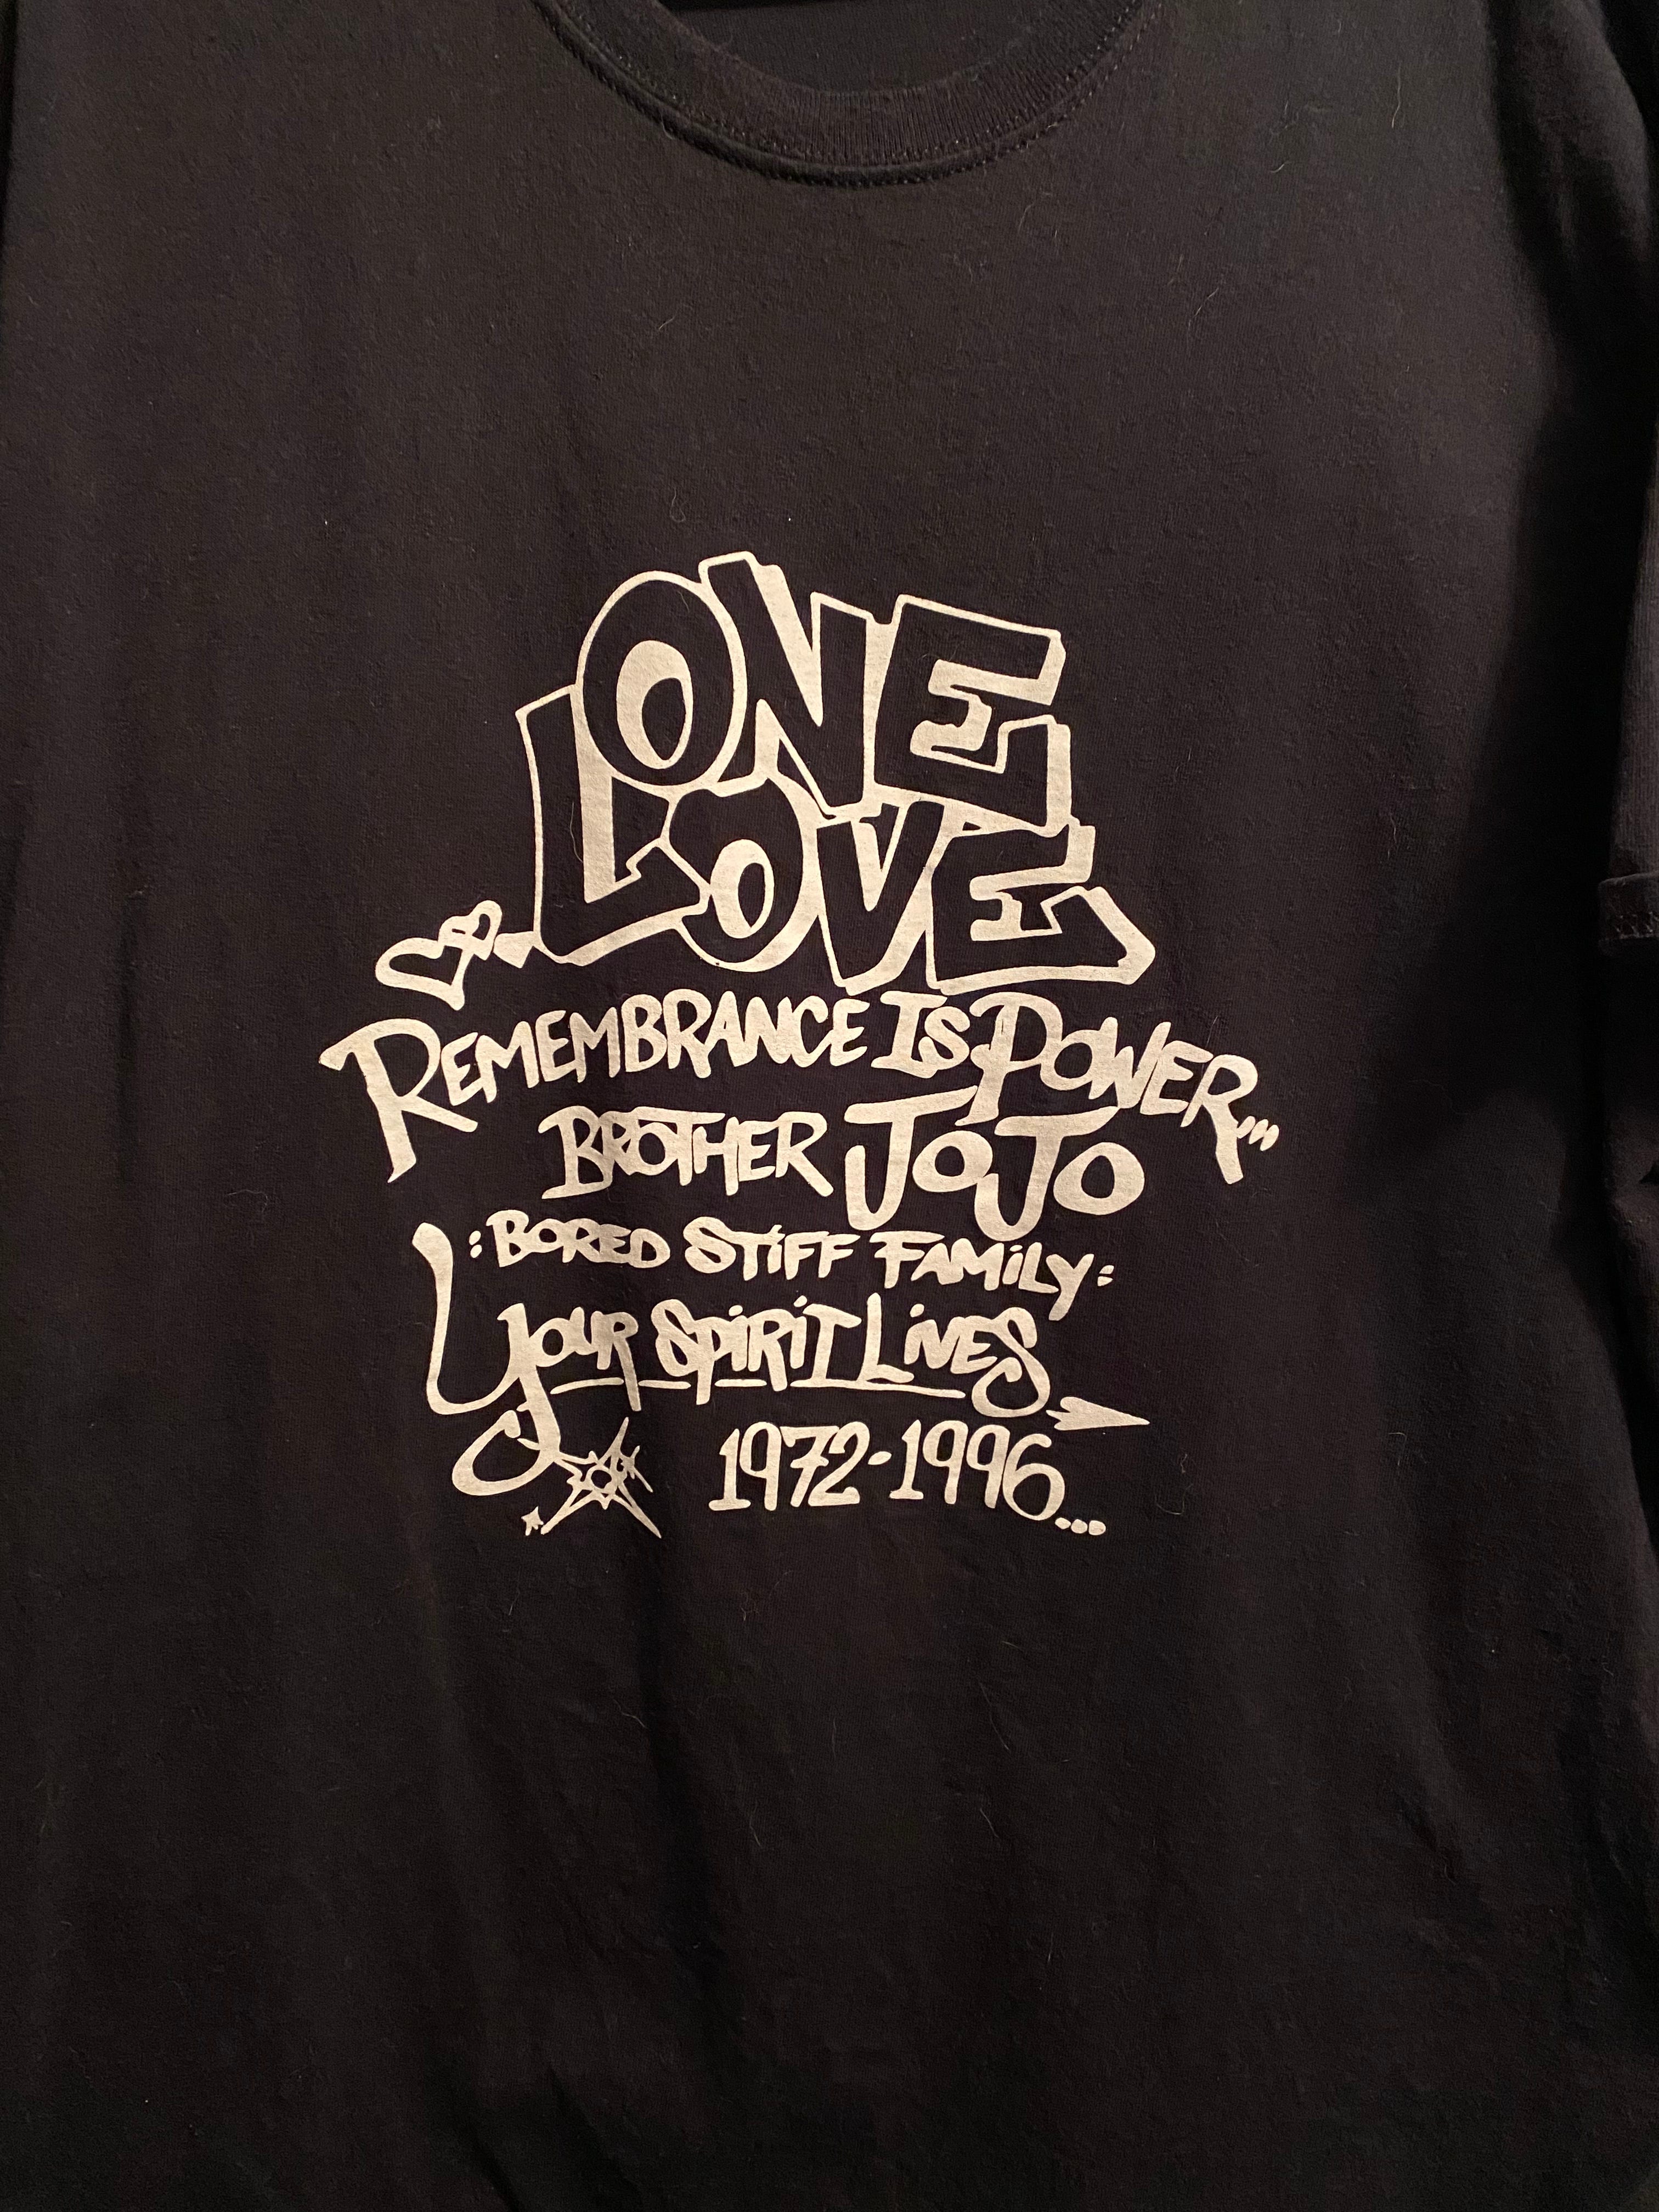 ONE
LOVE
REMEMBRANCE IS POWER...
BROTHER JOJO
:BORED STiFF FAMiLY:
YOUR SPiRiT LiVES
1972-1996...